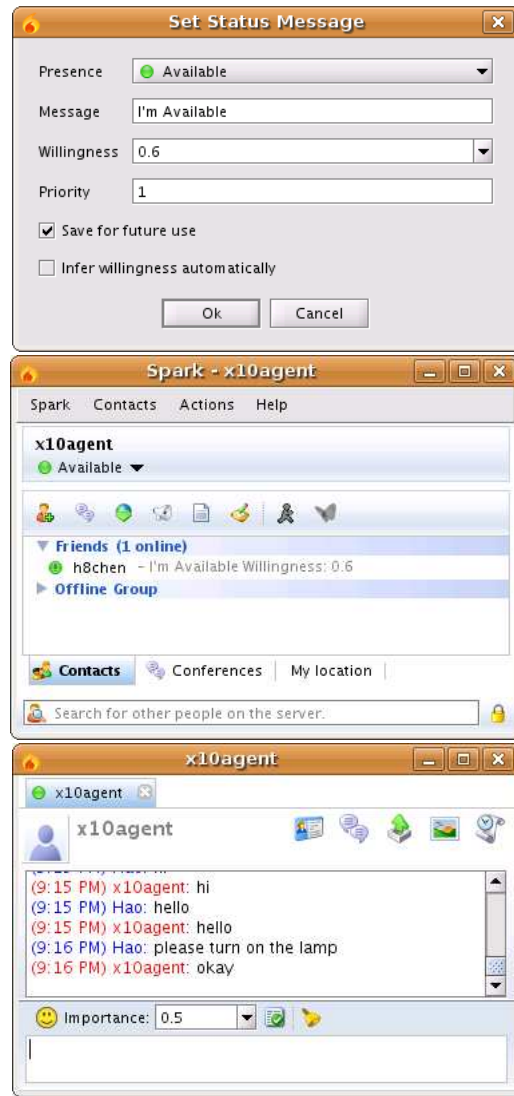 Set Status Message
Presence Available
Message I'm Available
Willingness 0.6
Priority 1
Save for future use
Infer willingness automatically
Ok Cancel
Spark - x10agent
Spark Contacts Actions Help
x10agent
Available
Friends (1 online)
h8chen - I'm Available Willingness: 0.6
Offline Group
Contacts Conferences My location
Search for other people on the server.
x10agent
x10agent
x10agent
(9:15 PM) x10agent: hi
(9:15 PM) Hao: hello
(9:15 PM) x10agent: hello
(9:16 PM) Hao: please turn on the lamp
(9:16 PM) x10agent: okay
Importance: 0.5